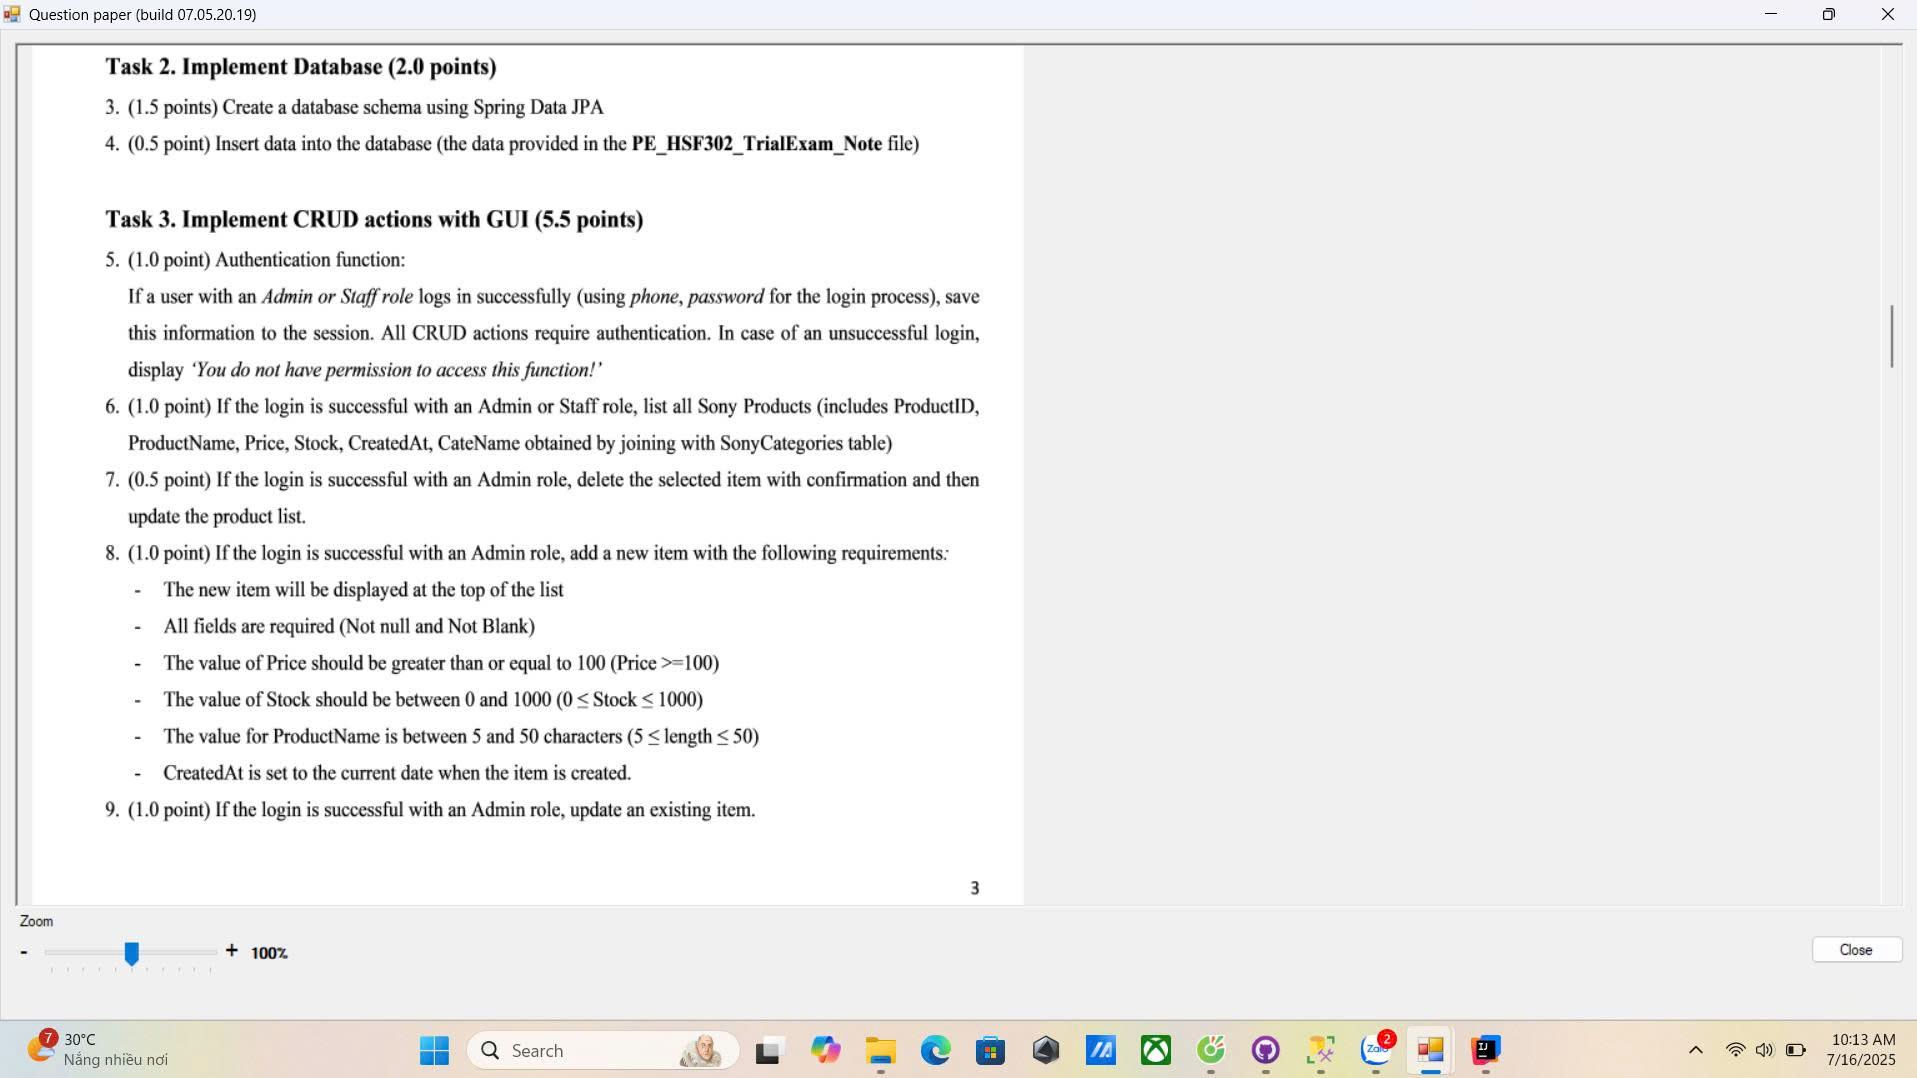 Question paper (build 07.05.20.19)
Task 2. Implement Database (2.0 points)
3. (1.5 points) Create a database schema using Spring Data JPA
4. (0.5 point) Insert data into the database (the data provided in the PE_HSF302_TrialExam_Note file)
Task 3. Implement CRUD actions with GUI (5.5 points)
5. (1.0 point) Authentication function:
If a user with an Admin or Staff role logs in successfully (using phone, password for the login process), save
this information to the session. All CRUD actions require authentication. In case of an unsuccessful login,
display ‘You do not have permission to access this function!’
6. (1.0 point) If the login is successful with an Admin or Staff role, list all Sony Products (includes ProductID,
ProductName, Price, Stock, CreatedAt, CateName obtained by joining with SonyCategories table)
7. (0.5 point) If the login is successful with an Admin role, delete the selected item with confirmation and then
update the product list.
8. (1.0 point) If the login is successful with an Admin role, add a new item with the following requirements:
- The new item will be displayed at the top of the list
- All fields are required (Not null and Not Blank)
- The value of Price should be greater than or equal to 100 (Price >=100)
- The value of Stock should be between 0 and 1000 (0 ≤ Stock ≤ 1000)
- The value for ProductName is between 5 and 50 characters (5 ≤ length ≤ 50)
- CreatedAt is set to the current date when the item is created.
9. (1.0 point) If the login is successful with an Admin role, update an existing item.
3
Zoom
- + 100%
Close
7
30°C
Nắng nhiều nơi
Search
Zalo
2
IJ
10:13 AM
7/16/2025